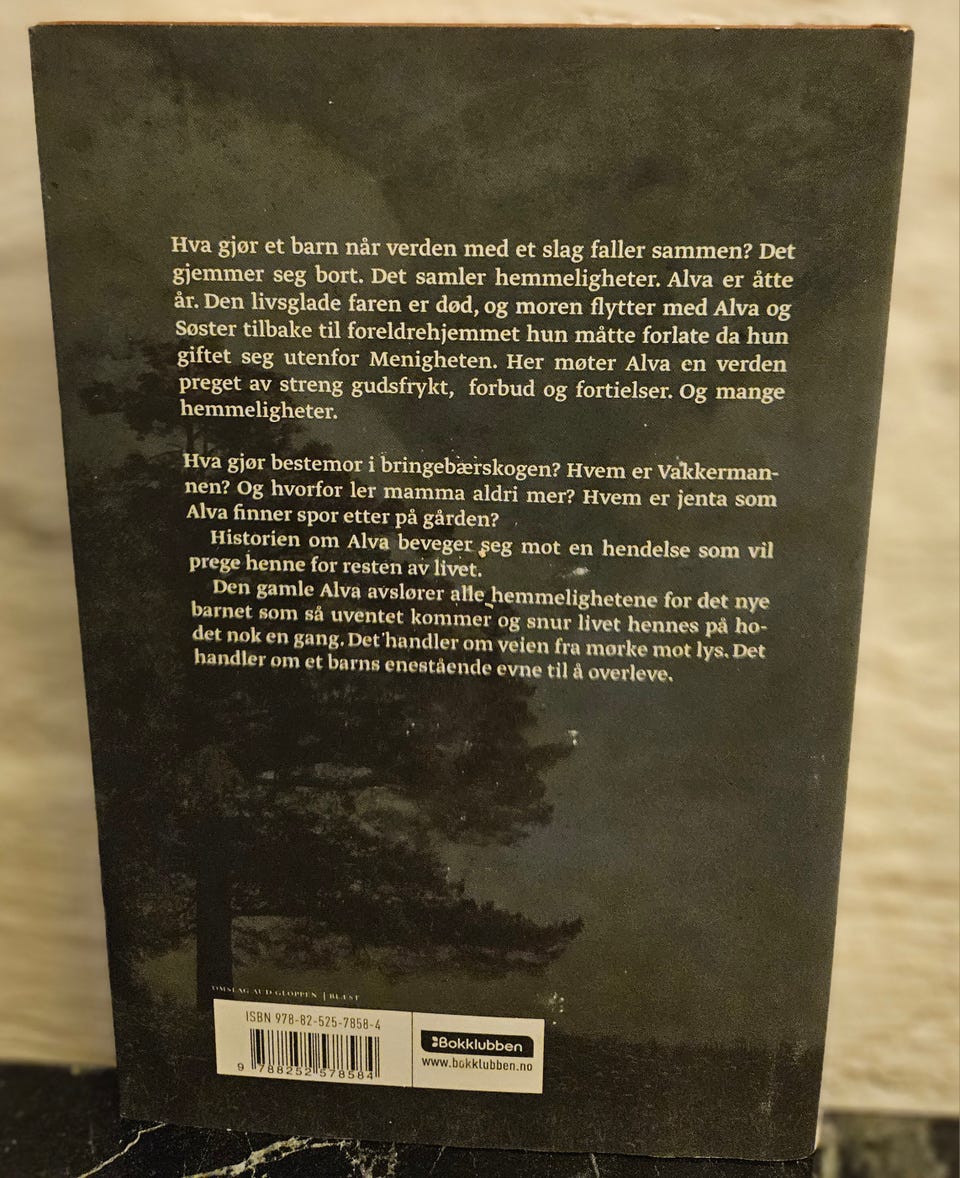 Hva gjør et barn når verden med et slag faller sammen? Det
gjemmer seg bort. Det samler hemmeligheter. Alva er åtte
år. Den livsglade faren er død, og moren flytter med Alva og
Søster tilbake til foreldrehjemmet hun måtte forlate da hun
giftet seg utenfor Menigheten. Her møter Alva en verden
preget av streng gudsfrykt, forbud og fortielser. Og mange
hemmeligheter.
Hva gjør bestemor i bringebærskogen? Hvem er Vakkerman-
nen? Og hvorfor ler mamma aldri mer? Hvem er jenta som
Alva finner spor etter på gården?
Historien om Alva beveger seg mot en hendelse som vil
prege henne for resten av livet.
Den gamle Alva avslører alle hemmelighetene for det nye
barnet som så uventet kommer og snur livet hennes på ho-
det nok en gang. Det handler om veien fra mørke mot lys. Det
handler om et barns enestående evne til å overleve.
OMSLAG AUD GLOPPEN | BLÆST
ISBN 978-82-525-7858-4
9 788252 578584
Bokklubben
www.bokklubben.no